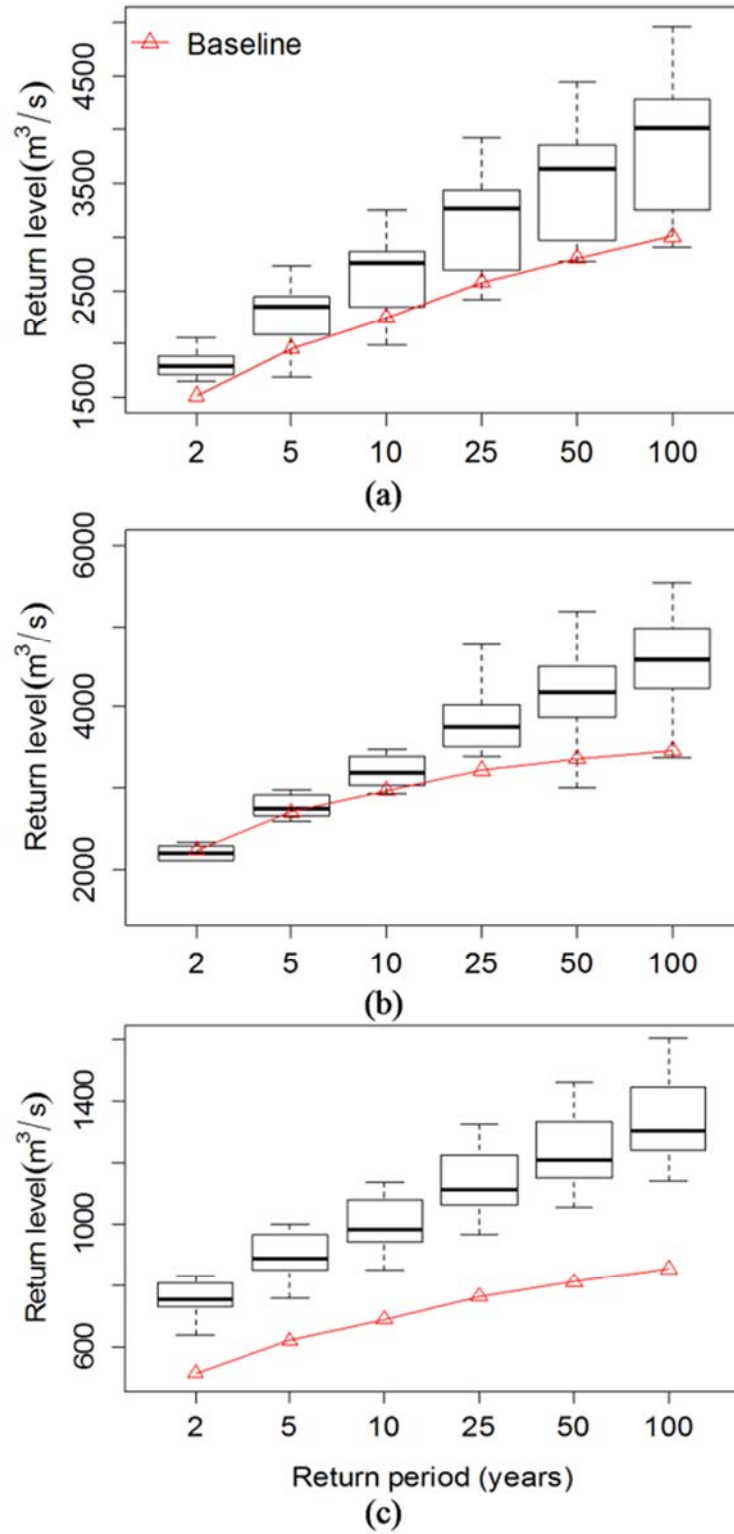 Baseline
Return level(m³/s)
4500
3500
2500
1500
2 5 10 25 50 100
(a)
Return level(m³/s)
6000
4000
2000
2 5 10 25 50 100
(b)
Return level(m³/s)
1400
1000
600
2 5 10 25 50 100
Return period (years)
(c)